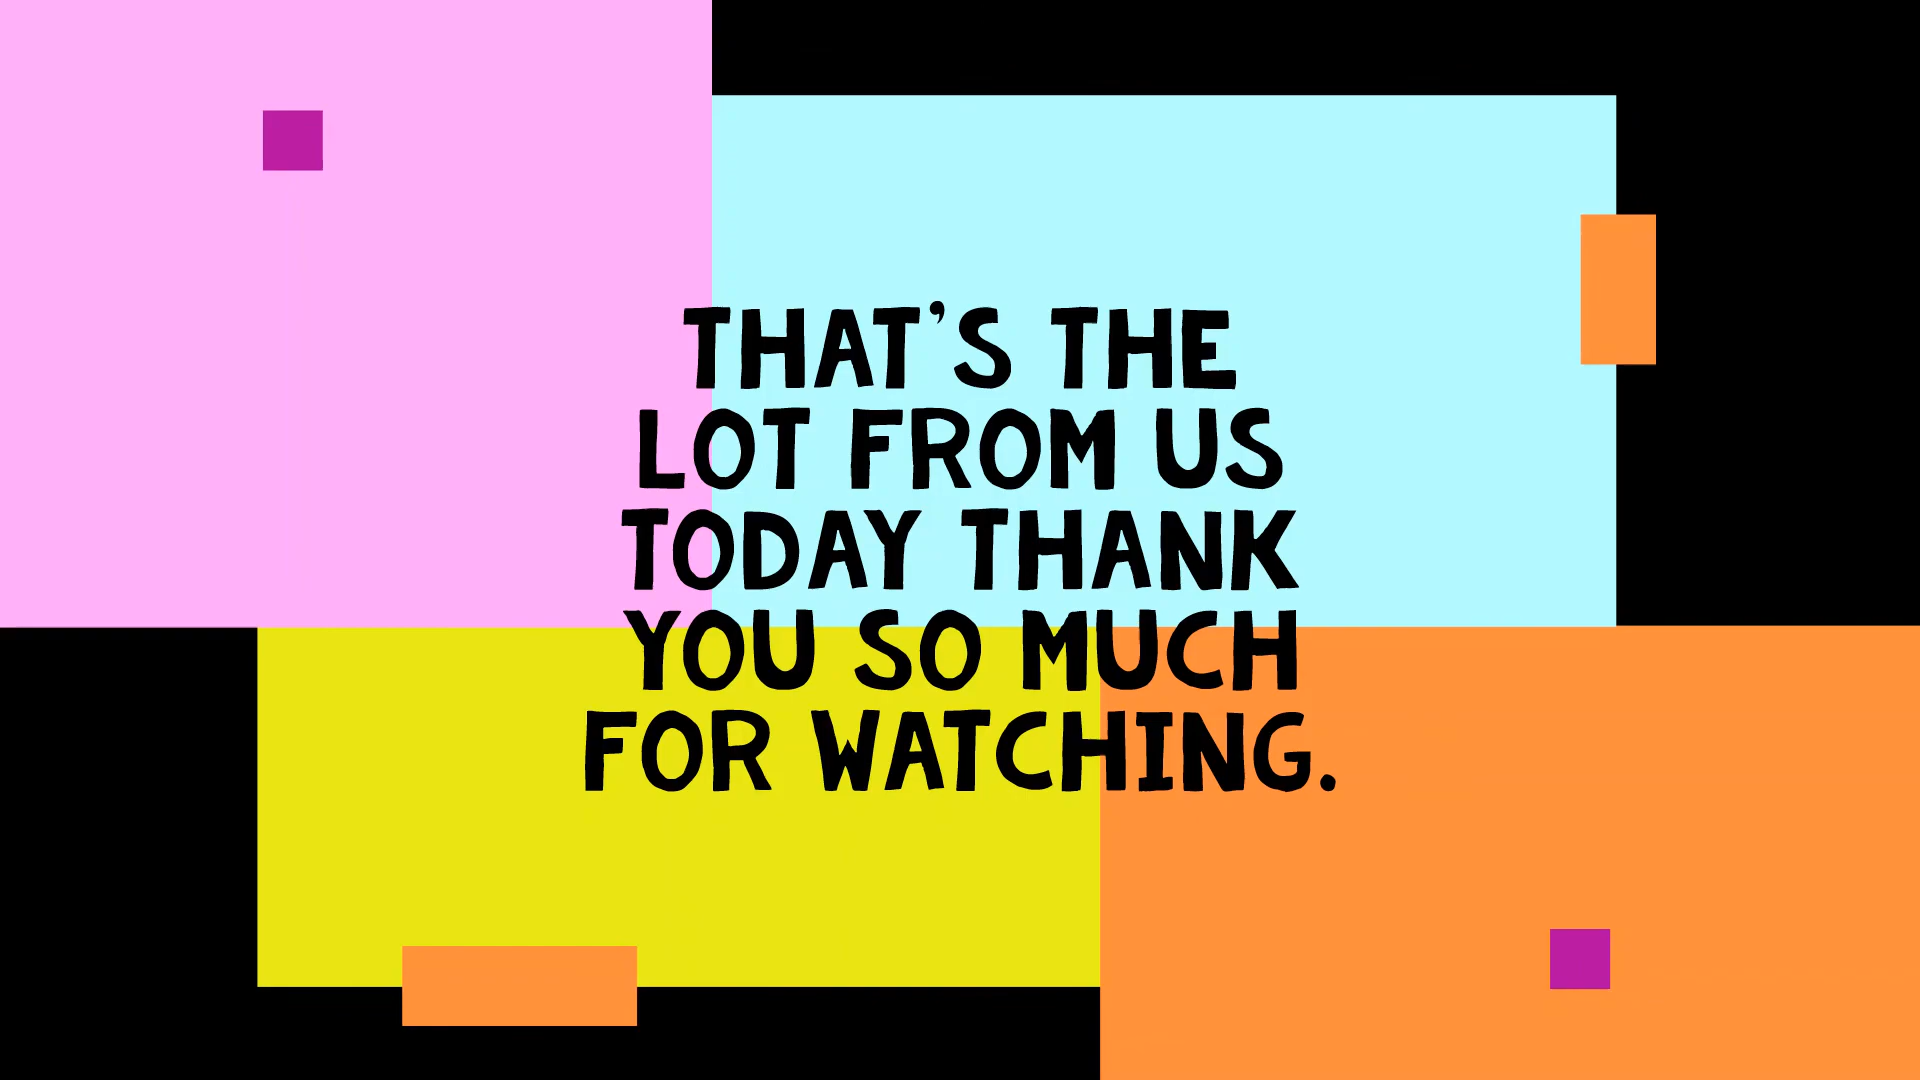 THAT'S THE
LOT FROM US
TODAY THANK
YOU SO MUCH
FOR WATCHING.